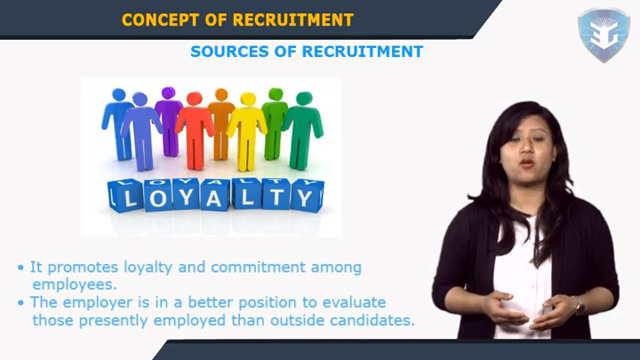 CONCEPT OF RECRUITMENT
SOURCES OF RECRUITMENT
LOYALTY
LOYALTY
• It promotes loyalty and commitment among
employees.
• The employer is in a better position to evaluate
those presently employed than outside candidates.